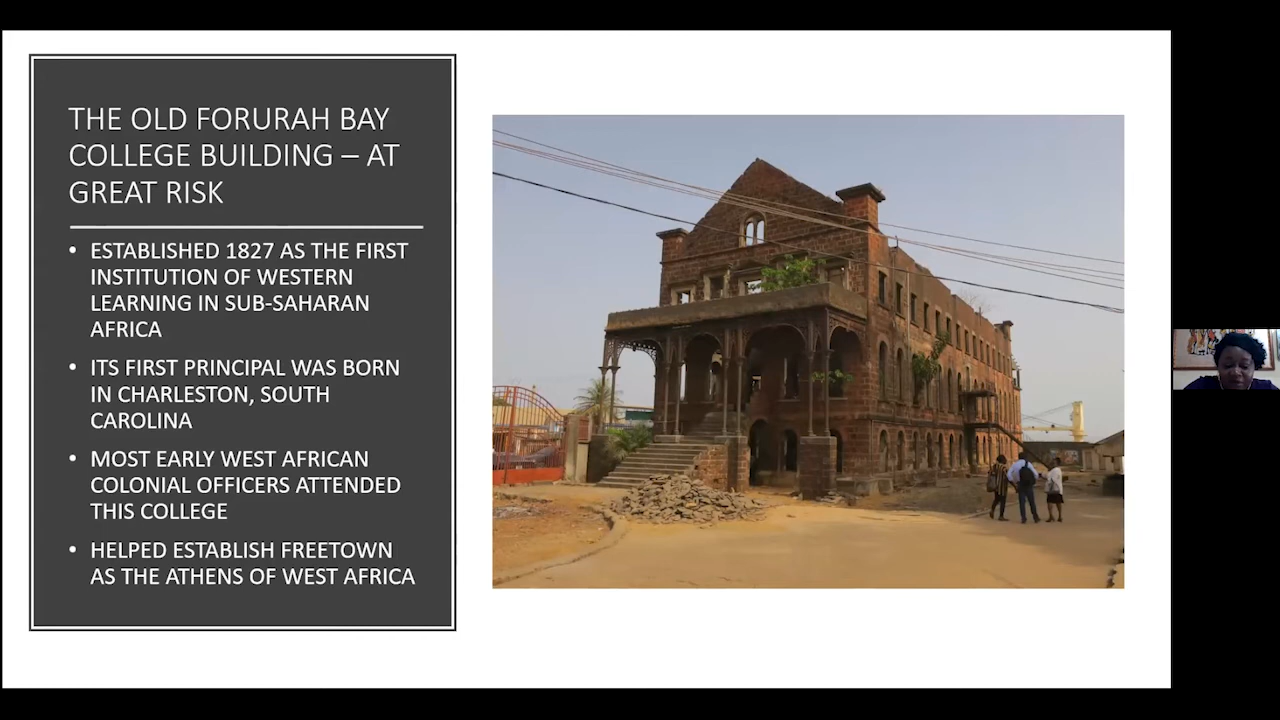 THE OLD FORURAH BAY
COLLEGE BUILDING – AT
GREAT RISK
• ESTABLISHED 1827 AS THE FIRST
INSTITUTION OF WESTERN
LEARNING IN SUB-SAHARAN
AFRICA
• ITS FIRST PRINCIPAL WAS BORN
IN CHARLESTON, SOUTH
CAROLINA
• MOST EARLY WEST AFRICAN
COLONIAL OFFICERS ATTENDED
THIS COLLEGE
• HELPED ESTABLISH FREETOWN
AS THE ATHENS OF WEST AFRICA